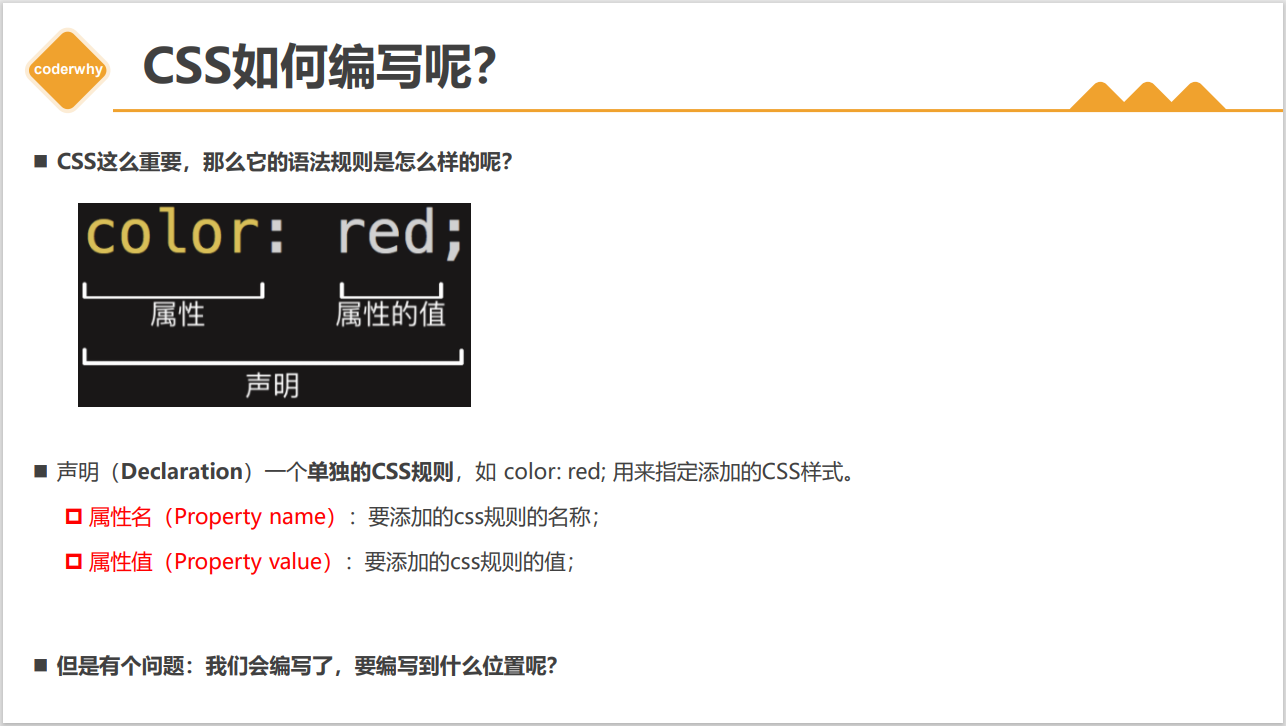 coderwhy
CSS如何编写呢？
CSS这么重要，那么它的语法规则是怎么样的呢？
color: red;
属性 属性的值
声明
声明（Declaration）一个单独的CSS规则，如 color: red; 用来指定添加的CSS样式。
属性名（Property name）：要添加的css规则的名称；
属性值（Property value）：要添加的css规则的值；
但是有个问题：我们会编写了，要编写到什么位置呢？